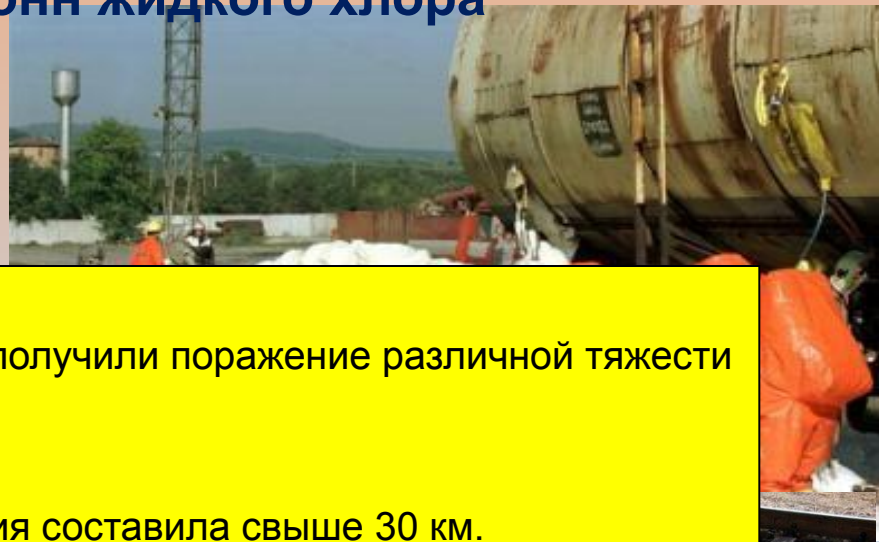 онн жидкого хлора
получили поражение различной тяжести
ия составила свыше 30 км.